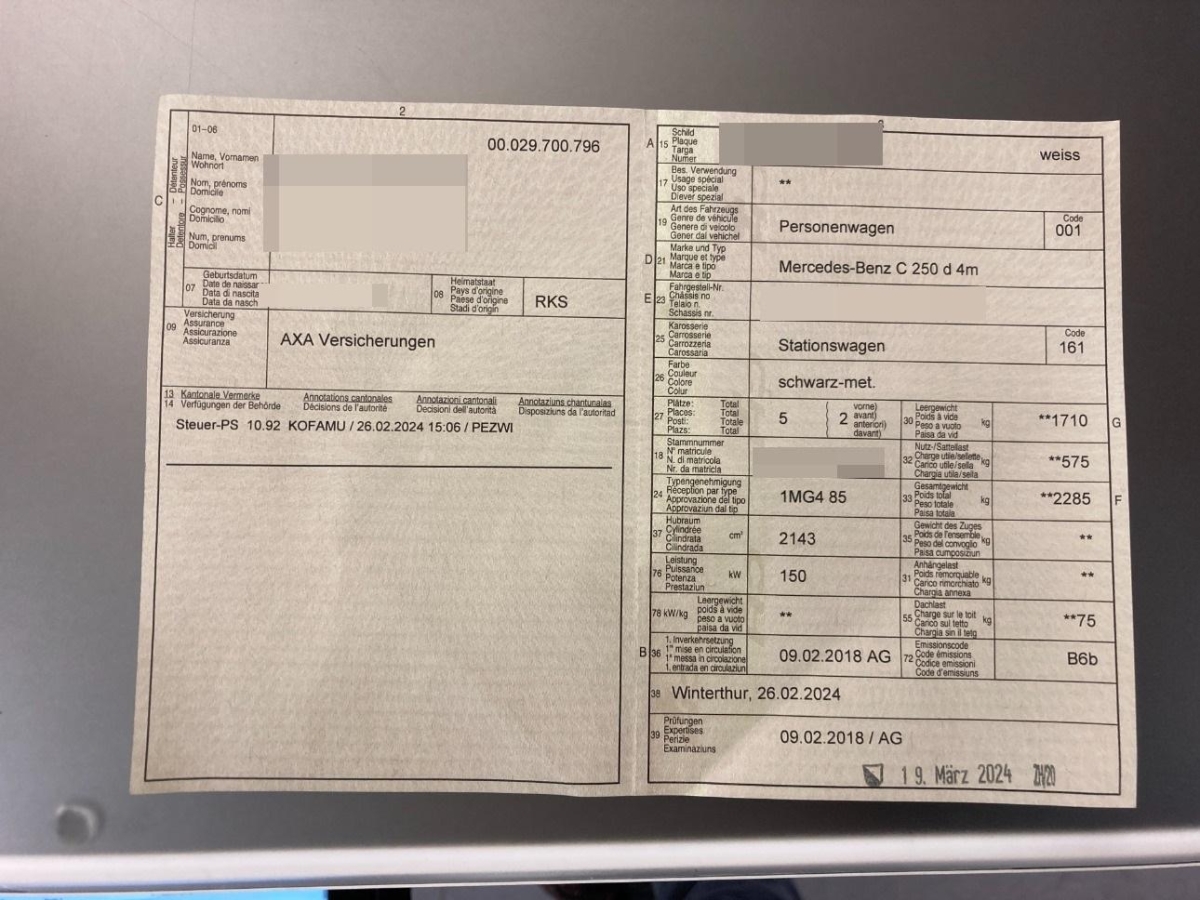 2
01-06
00.029.700.796
C
Halter - Détenteur
Detentore - Possessur
Name, Vornamen
Wohnort
Nom, prénoms
Domicile
Cognome, nomi
Domicilio
Num, prenums
Domicil
07
Geburtsdatum
Date de naissar
Data di nascita
Data da nasch
08
Heimatstaat
Pays d'origine
Paese d'origine
Stadi d'origin
RKS
09
Versicherung
Assurance
Assicurazione
Assicuranza
AXA Versicherungen
13 Kantonale Vermerke Annotations cantonales Annotazioni cantonali Annotaziuns chantunalas
14 Verfügungen der Behörde Décisions de l'autorité Decisioni dell'autorità Disposiziuns da l'autoritad
Steuer-PS 10.92 KOFAMU / 26.02.2024 15:06 / PEZWI
A 15
Schild
Plaque
Targa
Numer
weiss
17
Bes. Verwendung
Usage spécial
Uso speciale
Diever spezial
**
19
Art des Fahrzeugs
Genre de véhicule
Genere di veicolo
Gener dal vehichel
Personenwagen
Code
001
D 21
Marke und Typ
Marque et type
Marca e tipo
Marca e tip
Mercedes-Benz C 250 d 4m
E 23
Fahrgestell-Nr.
Châssis no
Telaio n.
Schassis nr.
25
Karosserie
Carrosserie
Carrozzeria
Carossaria
Stationswagen
Code
161
26
Farbe
Couleur
Colore
Colur
schwarz-met.
27
Plätze: Total
Places: Total
Posti: Totale
Plazs: Total
5
2
vorne)
avant)
anteriori)
davant)
30
Leergewicht
Poids à vide
Peso a vuoto
Paisa da vid
kg
**1710
G
18
Stammnummer
N° matricule
N. di matricola
Nr. da matricla
32
Nutz-/Sattellast
Charge utile/sellette
Carico utile/sella
Chargia utila/sella
kg
**575
24
Typengenehmigung
Réception par type
Approvazione del tipo
Approvaziun dal tip
1MG4 85
33
Gesamtgewicht
Poids total
Peso totale
Paisa totala
kg
**2285
F
37
Hubraum
Cylindrée
Cilindrata
Cilindrada
cm³
2143
35
Gewicht des Zuges
Poids de l'ensemble
Peso del convoglio
Paisa cumposiziun
kg
**
76
Leistung
Puissance
Potenza
Prestaziun
kW
150
31
Anhängelast
Poids remorquable
Carico rimorchiato
Chargia annexa
kg
**
78 kW/kg
Leergewicht
poids à vide
peso a vuoto
paisa da vid
**
55
Dachlast
Charge sur le toit
Carico sul tetto
Chargia sin il tetg
kg
**75
B 36
1. Inverkehrsetzung
1re mise en circulation
1a messa in circolazione
1. entrada en circulaziun
09.02.2018 AG
72
Emissionscode
Code émissions
Codice emissioni
Code d'emissiuns
B6b
38 Winterthur, 26.02.2024
39
Prüfungen
Expertises
Perizie
Examinaziuns
09.02.2018 / AG
19. März 2024 ZH/20